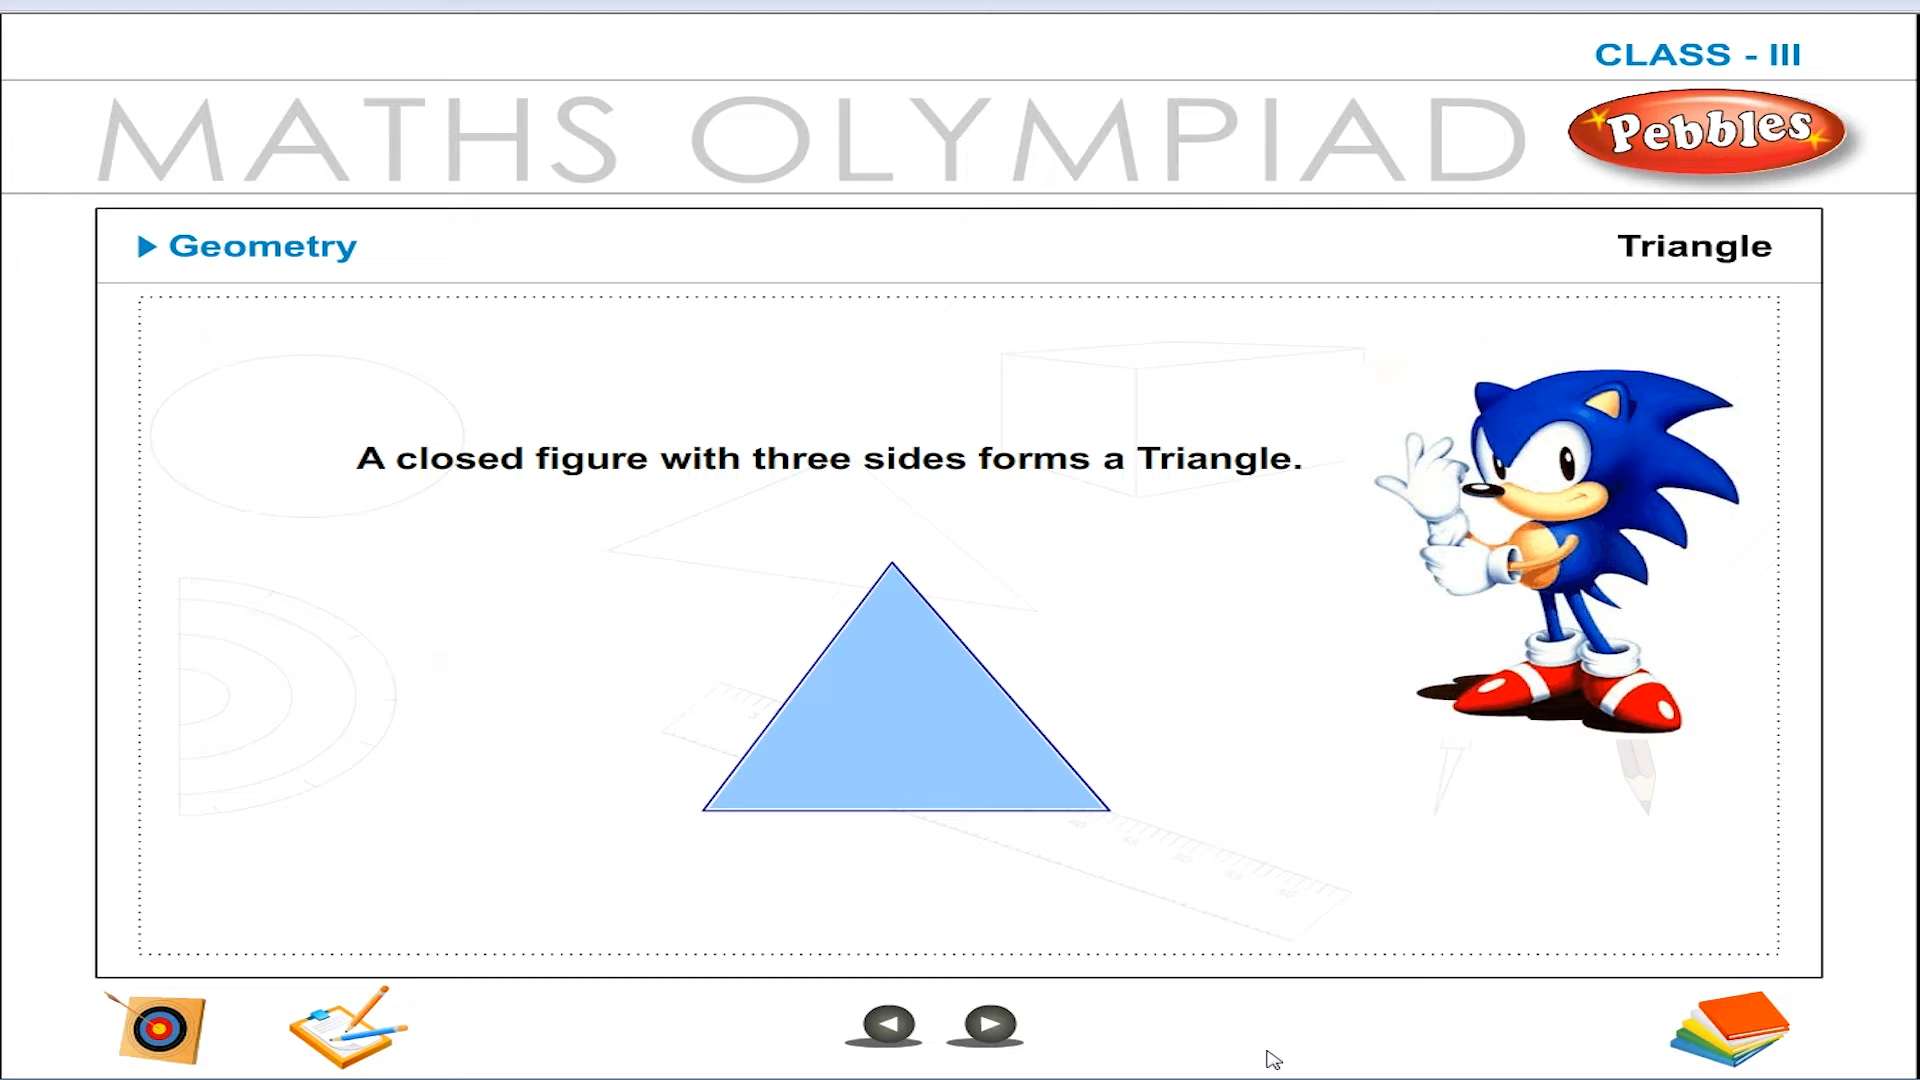 CLASS - III
MATHS OLYMPIAD
Pebbles
Geometry
Triangle
A closed figure with three sides forms a Triangle.